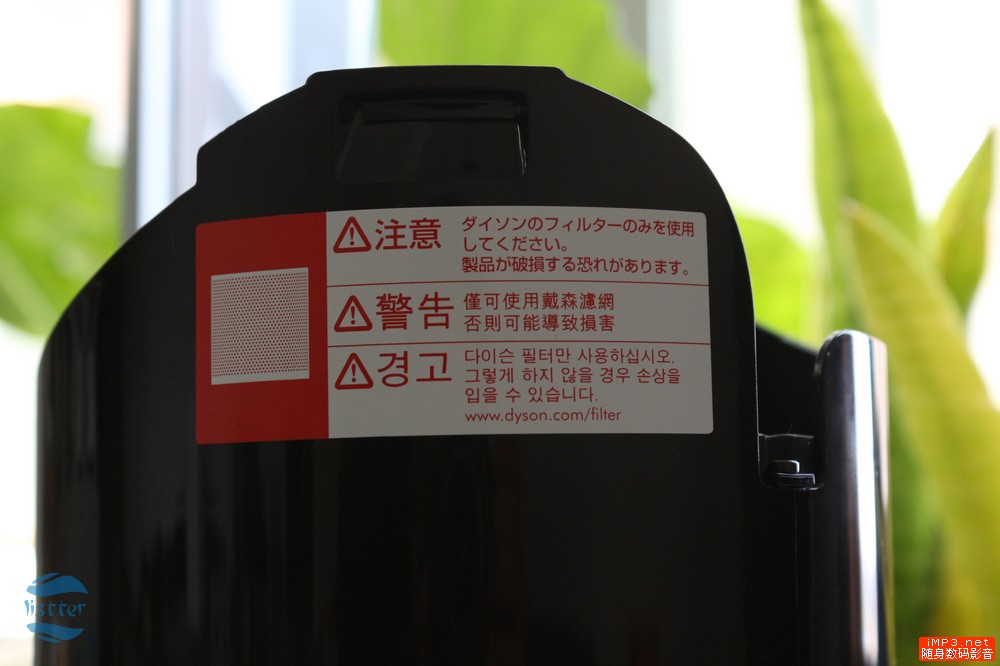 ⚠注意
ダイソンのフィルターのみを使用
してください。
製品が破損する恐れがあります。
⚠警告
僅可使用戴森濾網
否則可能導致損害
⚠경고
다이슨 필터만 사용하십시오.
그렇게 하지 않을 경우 손상을
입을 수 있습니다.
www.dyson.com/filter
listter
iMP3.net
随身数码影音